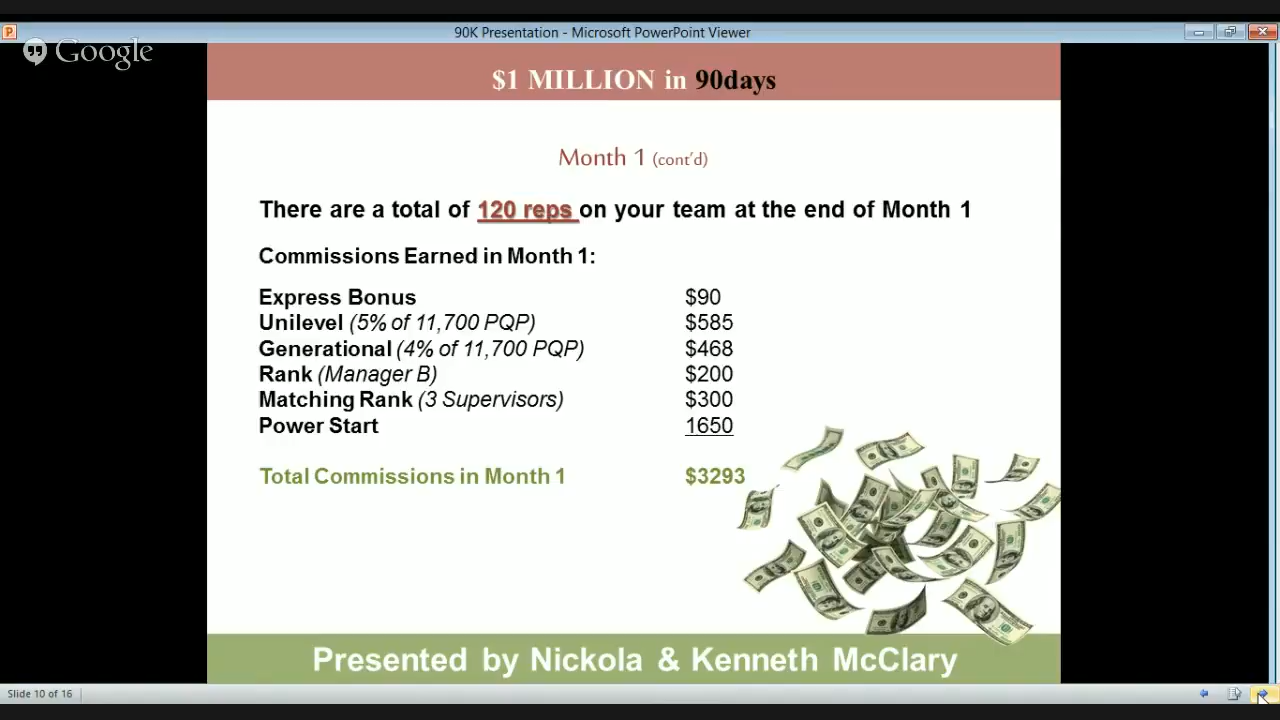 90K Presentation - Microsoft PowerPoint Viewer
Google
$1 MILLION in 90days
Month 1 (cont'd)
There are a total of 120 reps on your team at the end of Month 1
Commissions Earned in Month 1:
Express Bonus $90
Unilevel (5% of 11,700 PQP) $585
Generational (4% of 11,700 PQP) $468
Rank (Manager B) $200
Matching Rank (3 Supervisors) $300
Power Start 1650
Total Commissions in Month 1 $3293
Presented by Nickola & Kenneth McClary
Slide 10 of 16